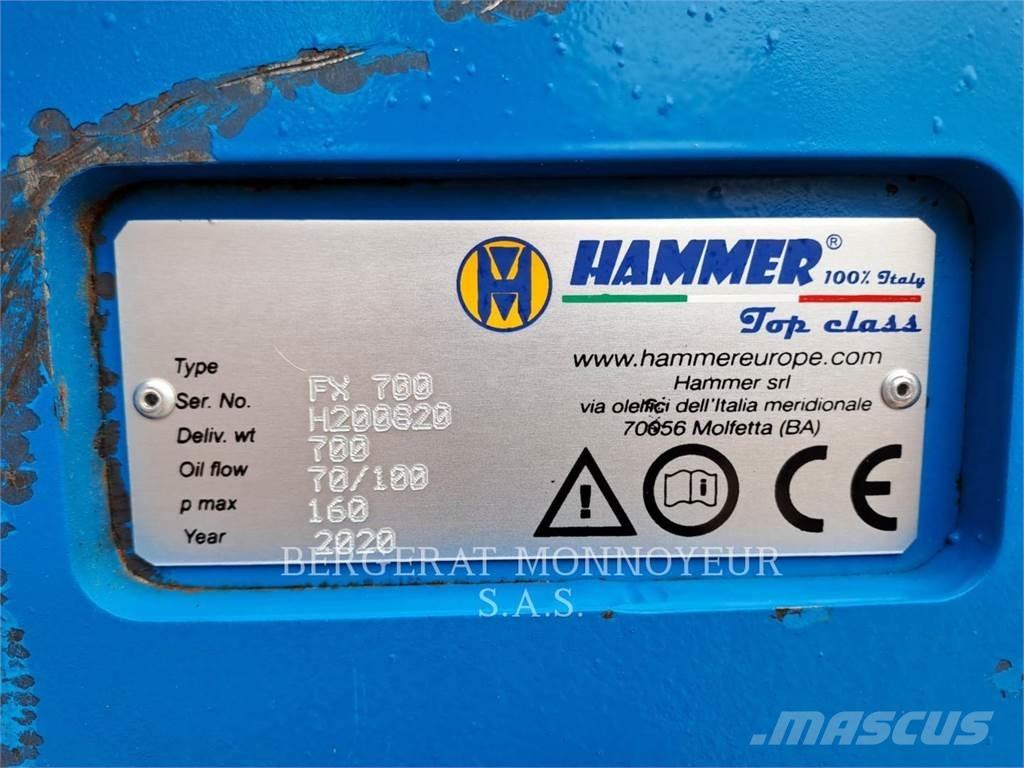 HAMMER®
100% Italy
Top class
www.hammereurope.com
Hammer srl
via olefici dell'Italia meridionale
70056 Molfetta (BA)
Type FX 700
Ser. No. H200820
Deliv. wt 700
Oil flow 70/100
p max 160
Year 2020
CE
BERGERAT MONNOYEUR
S.A.S.
MASCUS